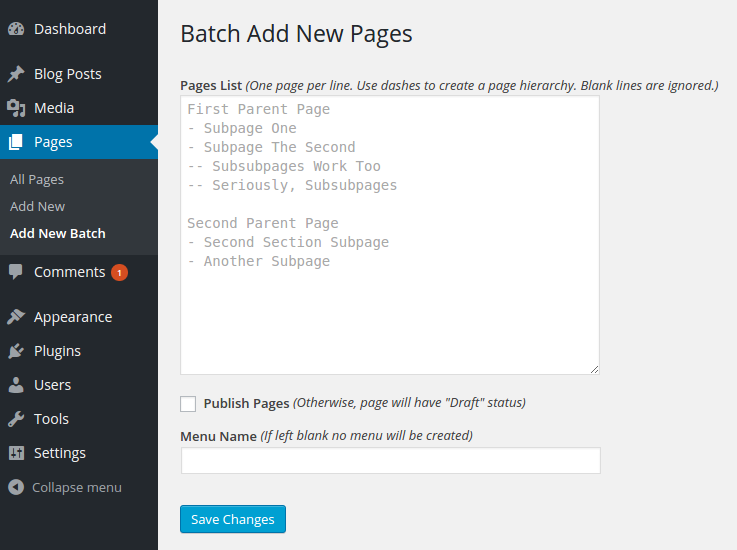 Dashboard
Blog Posts
Media
Pages
All Pages
Add New
Add New Batch
Comments 1
Appearance
Plugins
Users
Tools
Settings
Collapse menu
Batch Add New Pages
Pages List (One page per line. Use dashes to create a page hierarchy. Blank lines are ignored.)
First Parent Page
- Subpage One
- Subpage The Second
-- Subsubpages Work Too
-- Seriously, Subsubpages
Second Parent Page
- Second Section Subpage
- Another Subpage
Publish Pages (Otherwise, page will have "Draft" status)
Menu Name (If left blank no menu will be created)
Save Changes